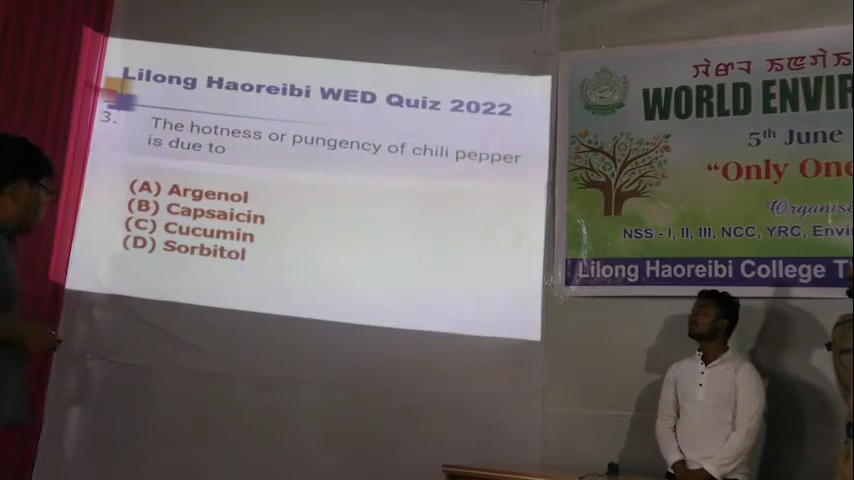 Lilong Haoreibi WED Quiz 2022
3. The hotness or pungency of chili pepper
is due to
(A) Argenol
(B) Capsaicin
(C) Cucumin
(D) Sorbitol
WORLD ENVIR
5th June
"Only One
Organise
NSS - I, II, III, NCC, YRC, Envi
Lilong Haoreibi College